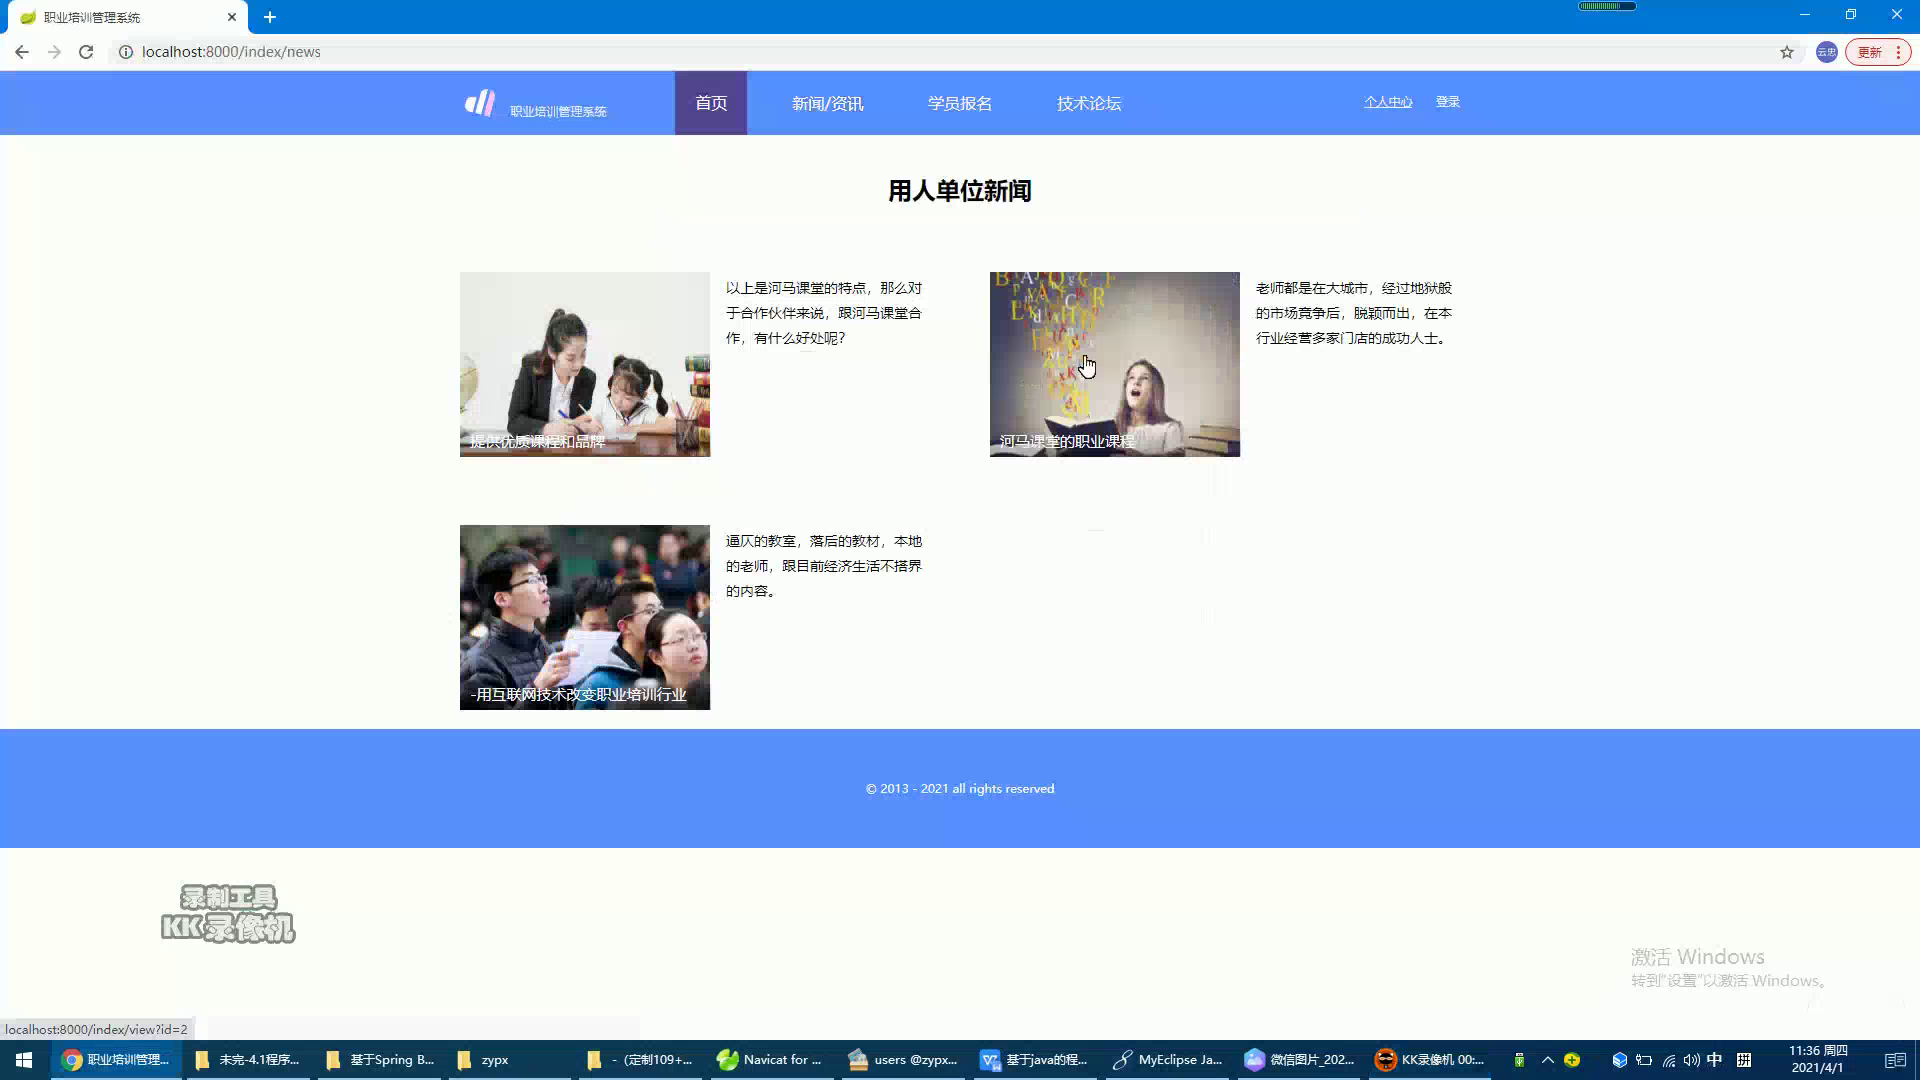 职业培训管理系统
localhost:8000/index/news
云忠
更新
职业培训管理系统
首页
新闻/资讯
学员报名
技术论坛
个人中心
登录
用人单位新闻
以上是河马课堂的特点，那么对
于合作伙伴来说，跟河马课堂合
作，有什么好处呢？
提供优质课程和品牌
老师都是在大城市，经过地狱般
的市场竞争后，脱颖而出，在本
行业经营多家门店的成功人士。
河马课堂的职业课程
逼仄的教室，落后的教材，本地
的老师，跟目前经济生活不搭界
的内容。
-用互联网技术改变职业培训行业
© 2013 - 2021 all rights reserved
录制工具
KK录像机
激活 Windows
转到"设置"以激活 Windows。
localhost:8000/index/view?id=2
职业培训管理...
未完-4.1程序...
基于Spring B...
zypx
-（定制109+...
Navicat for ...
users @zypx...
基于java的程...
MyEclipse Ja...
微信图片_202...
KK录像机 00:...
中
拼
11:36 周四
2021/4/1